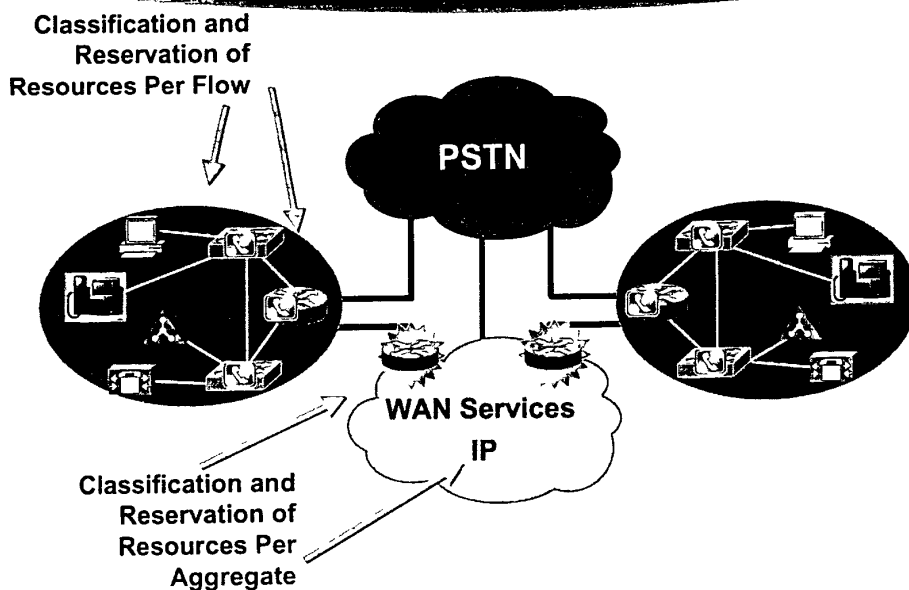 Classification and
Reservation of
Resources Per Flow
PSTN
WAN Services
IP
Classification and
Reservation of
Resources Per
Aggregate